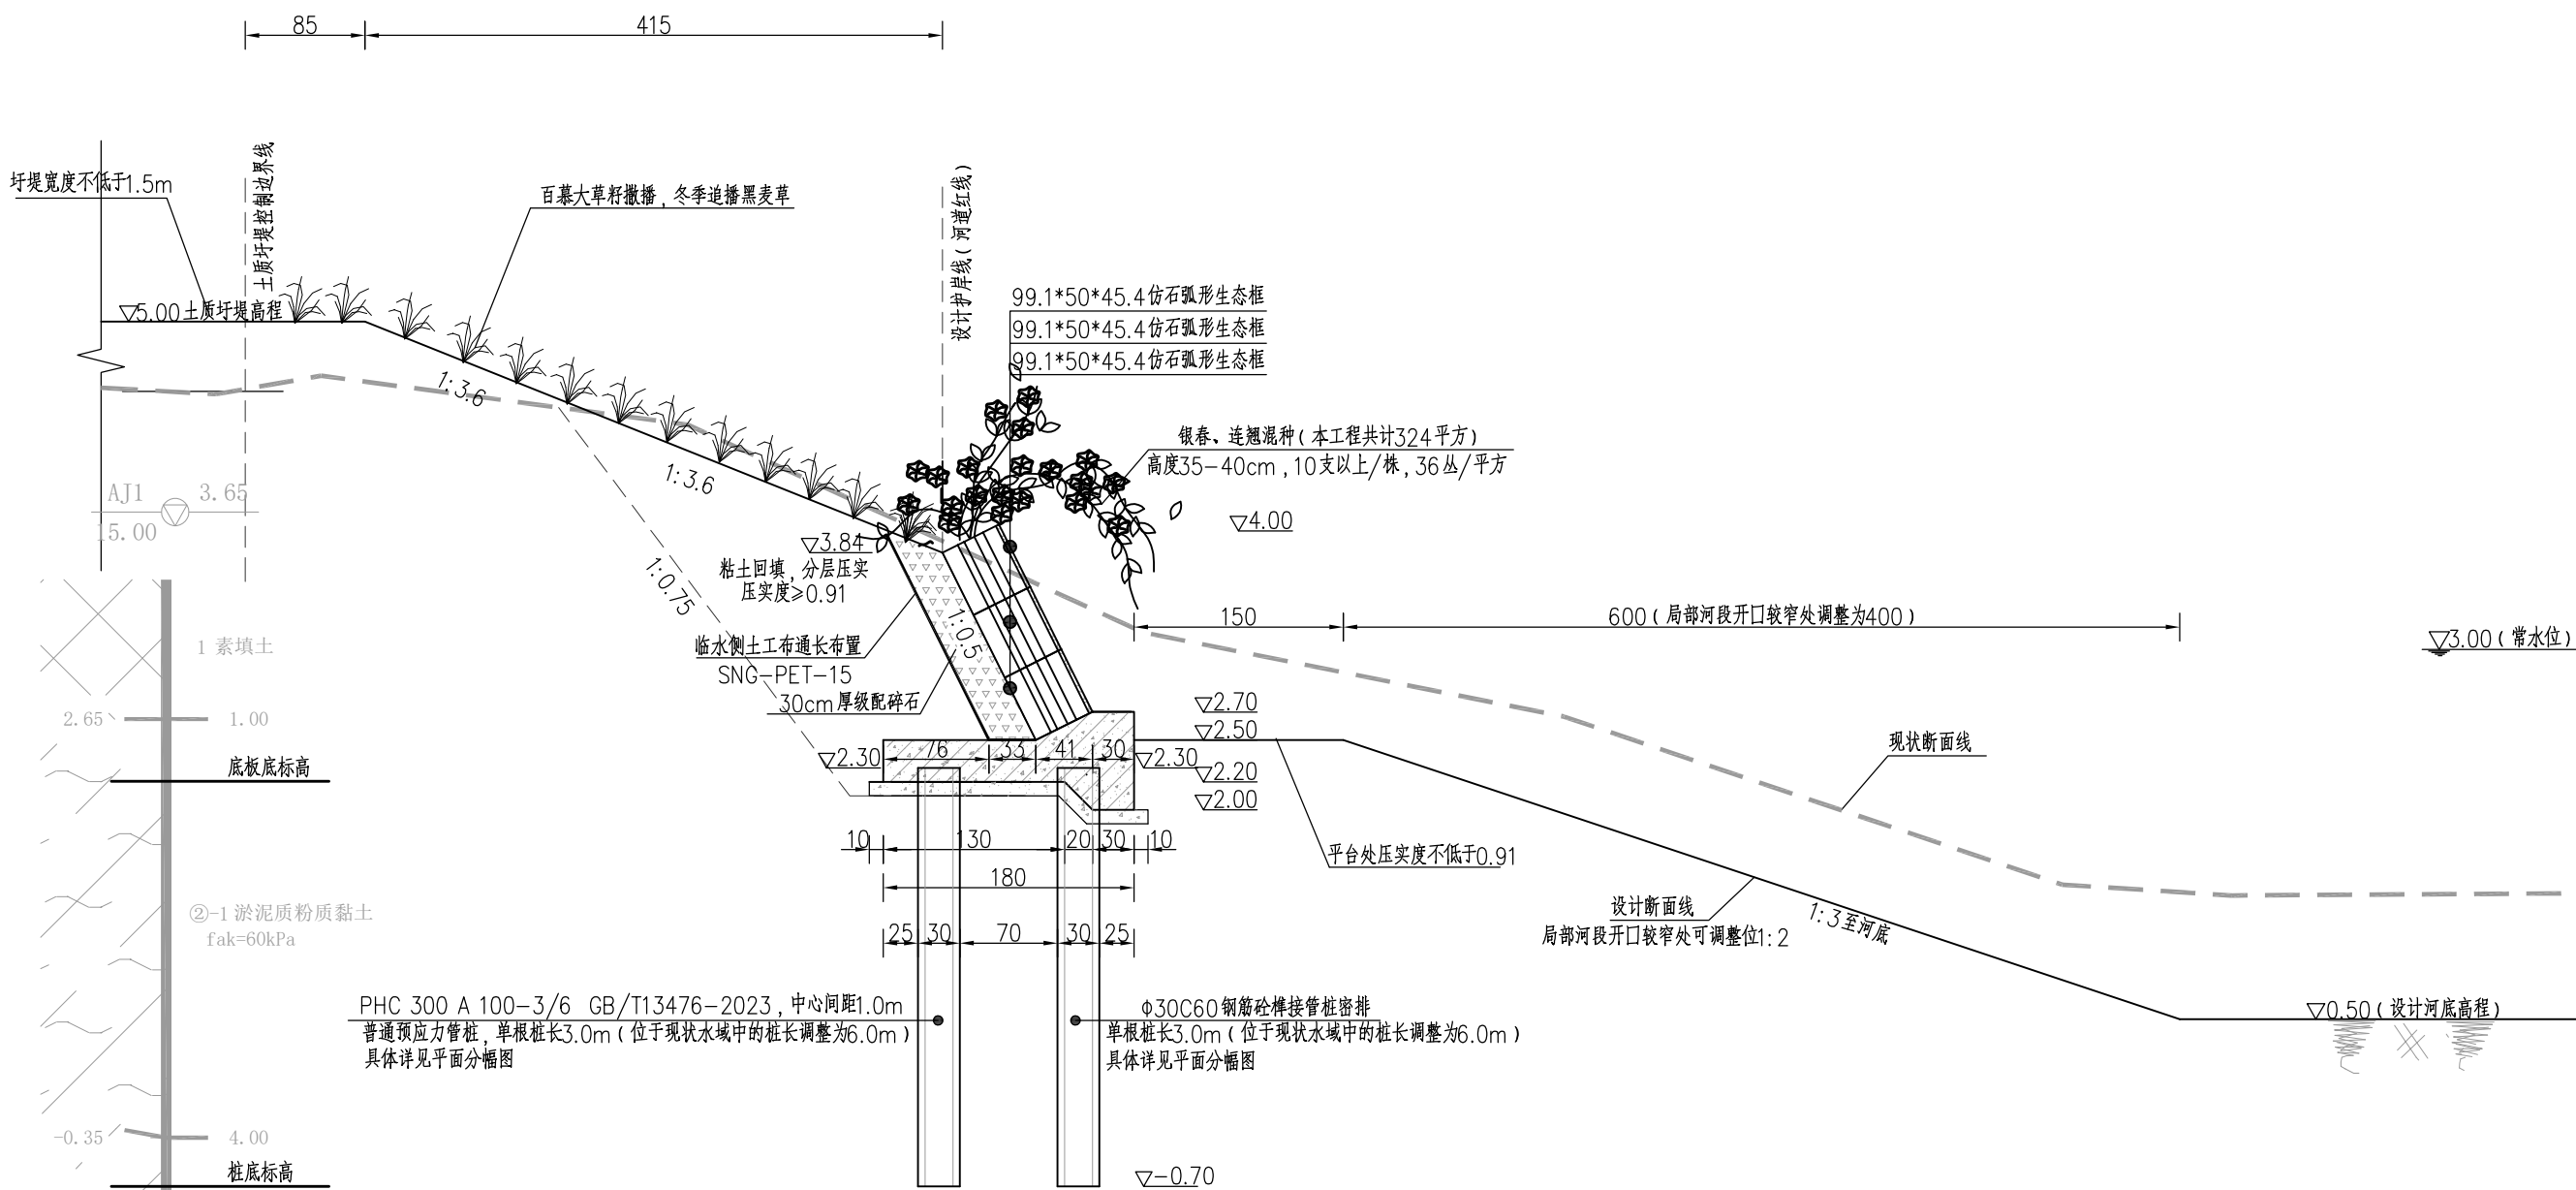 85
415
圩堤宽度不低于1.5m
土质圩堤控制边界线
百慕大草籽撒播，冬季追播黑麦草
设计护岸线（河道红线）
99.1*50*45.4仿石弧形生态框
99.1*50*45.4仿石弧形生态框
99.1*50*45.4仿石弧形生态框
▽5.00土质圩堤高程
1:3.6
1:3.6
银春、连翘混种（本工程共计324平方）
高度35-40cm，10支以上/株，36丛/平方
AJ1
3.65
15.00
▽4.00
▽3.84
粘土回填，分层压实
压实度≥0.91
1:0.75
1:0.5
150
600（局部河段开口较窄处调整为400）
▽3.00（常水位）
1 素填土
临水侧土工布通长布置
SNG-PET-15
30cm厚级配碎石
2.65
1.00
▽2.70
▽2.50
现状断面线
底板底标高
▽2.30
76
33
41
30
▽2.30
▽2.20
▽2.00
10
130
20
30
10
平台处压实度不低于0.91
180
②-1 淤泥质粉质黏土
fak=60kPa
25
30
70
30
25
设计断面线
局部河段开口较窄处可调整位1:2
1:3至河底
PHC 300 A 100-3/6 GB/T13476-2023，中心间距1.0m
普通预应力管桩，单根桩长3.0m（位于现状水域中的桩长调整为6.0m）
具体详见平面分幅图
Φ30C60钢筋砼榫接管桩密排
单根桩长3.0m（位于现状水域中的桩长调整为6.0m）
具体详见平面分幅图
▽0.50（设计河底高程）
-0.35
4.00
桩底标高
▽-0.70